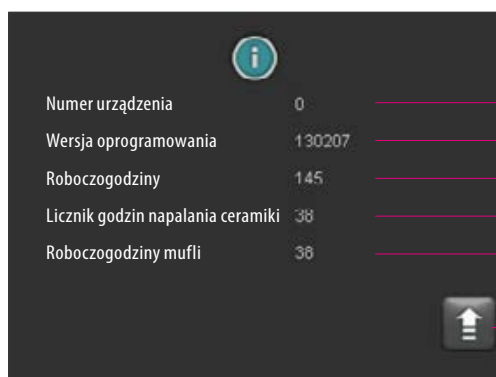 Numer urządzenia 0
Wersja oprogramowania 130207
Roboczogodziny 145
Licznik godzin napalania ceramiki 38
Roboczogodziny mufli 38